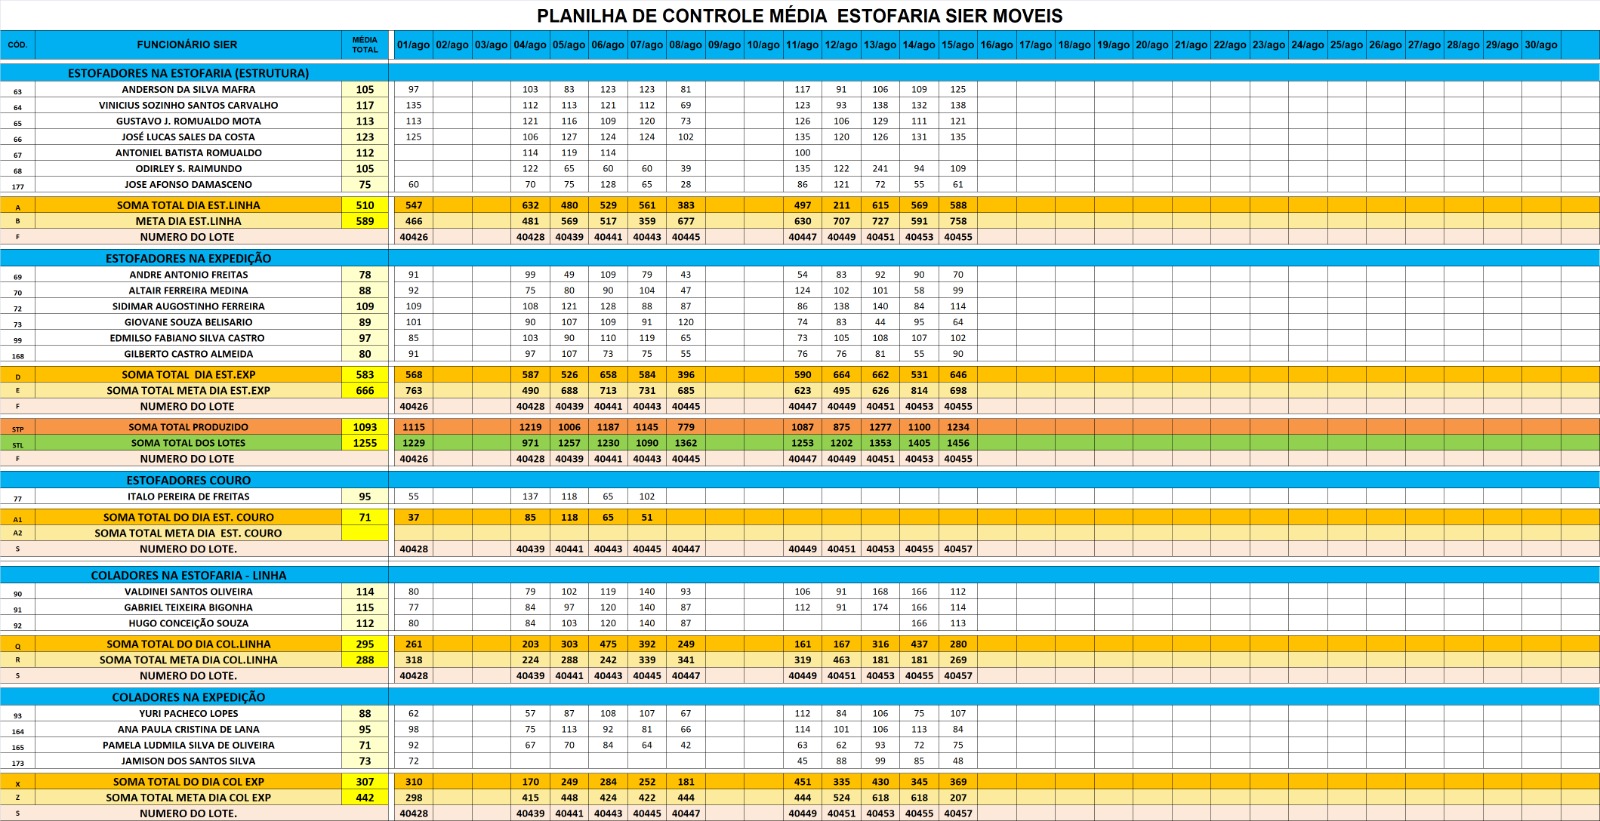 PLANILHA DE CONTROLE MÉDIA  ESTOFARIA SIER MOVEIS
CÓD. FUNCIONÁRIO SIER MÉDIA TOTAL 01/ago 02/ago 03/ago 04/ago 05/ago 06/ago 07/ago 08/ago 09/ago 10/ago 11/ago 12/ago 13/ago 14/ago 15/ago 16/ago 17/ago 18/ago 19/ago 20/ago 21/ago 22/ago 23/ago 24/ago 25/ago 26/ago 27/ago 28/ago 29/ago 30/ago
ESTOFADORES NA ESTOFARIA (ESTRUTURA)
63 ANDERSON DA SILVA MAFRA 105 97 103 83 123 123 81 117 91 106 109 125
64 VINICIUS SOZINHO SANTOS CARVALHO 117 135 112 113 121 112 69 123 93 138 132 138
65 GUSTAVO J. ROMUALDO MOTA 113 113 121 116 109 120 73 126 106 129 111 121
66 JOSÉ LUCAS SALES DA COSTA 123 125 106 127 124 124 102 135 120 126 131 135
67 ANTONIEL BATISTA ROMUALDO 112 114 119 114 100
68 ODIRLEY S. RAIMUNDO 105 122 65 60 60 39 135 122 241 94 109
177 JOSE AFONSO DAMASCENO 75 60 70 75 128 65 28 86 121 72 55 61
A SOMA TOTAL DIA EST.LINHA 510 547 632 480 529 561 383 497 211 615 569 588
B META DIA EST.LINHA 589 466 481 569 517 359 677 630 707 727 591 758
F NUMERO DO LOTE 40426 40428 40439 40441 40443 40445 40447 40449 40451 40453 40455
ESTOFADORES NA EXPEDIÇÃO
69 ANDRE ANTONIO FREITAS 78 91 99 49 109 79 43 54 83 92 90 70
70 ALTAIR FERREIRA MEDINA 88 92 75 80 90 104 47 124 102 101 58 99
72 SIDIMAR AUGOSTINHO FERREIRA 109 109 108 121 128 88 87 86 138 140 84 114
73 GIOVANE SOUZA BELISARIO 89 101 90 107 109 91 120 74 83 44 95 64
99 EDMILSO FABIANO SILVA CASTRO 97 85 103 90 110 119 65 73 105 108 107 102
168 GILBERTO CASTRO ALMEIDA 80 91 97 107 73 75 55 76 76 81 55 90
D SOMA TOTAL  DIA EST.EXP 583 568 587 526 658 584 396 590 664 662 531 646
E SOMA TOTAL META DIA EST.EXP 666 763 490 688 713 731 685 623 495 626 814 698
F NUMERO DO LOTE 40426 40428 40439 40441 40443 40445 40447 40449 40451 40453 40455
STP SOMA TOTAL PRODUZIDO 1093 1115 1219 1006 1187 1145 779 1087 875 1277 1100 1234
STL SOMA TOTAL DOS LOTES 1255 1229 971 1257 1230 1090 1362 1253 1202 1353 1405 1456
F NUMERO DO LOTE 40426 40428 40439 40441 40443 40445 40447 40449 40451 40453 40455
ESTOFADORES COURO
77 ITALO PEREIRA DE FREITAS 95 55 137 118 65 102
A1 SOMA TOTAL DO DIA EST. COURO 71 37 85 118 65 51
A2 SOMA TOTAL META DIA  EST. COURO
S NUMERO DO LOTE. 40428 40439 40441 40443 40445 40447 40449 40451 40453 40455 40457
COLADORES NA ESTOFARIA - LINHA
90 VALDINEI SANTOS OLIVEIRA 114 80 79 102 119 140 93 106 91 168 166 112
91 GABRIEL TEIXEIRA BIGONHA 115 77 84 97 120 140 87 112 91 174 166 114
92 HUGO CONCEIÇÃO SOUZA 112 80 84 103 120 140 87 166 113
Q SOMA TOTAL DO DIA COL.LINHA 295 261 203 303 475 392 249 161 167 316 437 280
R SOMA TOTAL META DIA COL.LINHA 288 318 224 288 242 339 341 319 463 181 181 269
S NUMERO DO LOTE. 40428 40439 40441 40443 40445 40447 40449 40451 40453 40455 40457
COLADORES NA EXPEDIÇÃO
93 YURI PACHECO LOPES 88 62 57 87 108 107 67 112 84 106 75 107
164 ANA PAULA CRISTINA DE LANA 95 98 75 113 92 81 66 114 101 106 113 84
165 PAMELA LUDMILA SILVA DE OLIVEIRA 71 92 67 70 84 64 42 63 62 93 72 75
173 JAMISON DOS SANTOS SILVA 73 72 45 88 99 85 48
X SOMA TOTAL DO DIA COL EXP 307 310 170 249 284 252 181 451 335 430 345 369
Z SOMA TOTAL META DIA COL EXP 442 298 415 448 424 422 444 444 524 618 618 207
S NUMERO DO LOTE. 40428 40439 40441 40443 40445 40447 40449 40451 40453 40455 40457